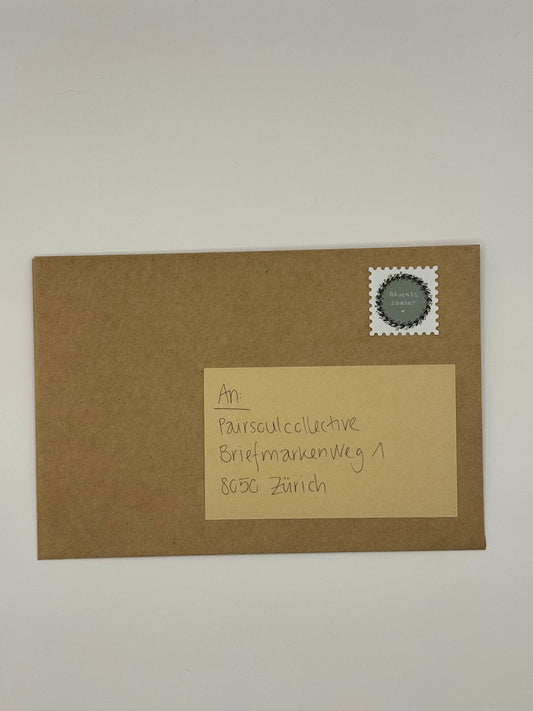 Advents
zauber
An:
Pairsoulcollective
Briefmarkenweg 1
8050 Zürich